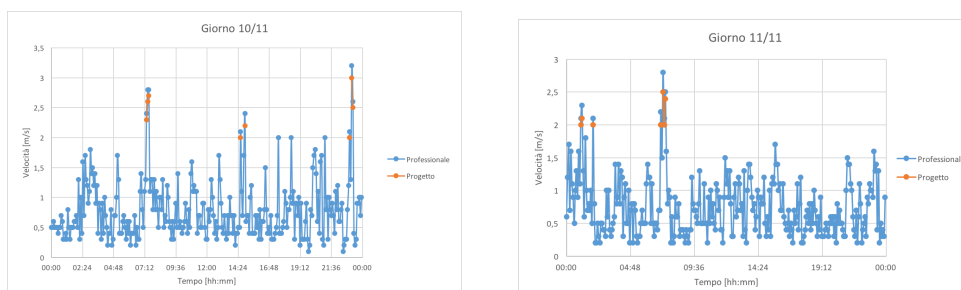 Giorno 10/11
Velocità [m/s]
3,5
3
2,5
2
1,5
1
0,5
0
00:00 02:24 04:48 07:12 09:36 12:00 14:24 16:48 19:12 21:36 00:00
Tempo [hh:mm]
Professionale
Progetto
Giorno 11/11
Velocità [m/s]
3
2,5
2
1,5
1
0,5
0
00:00 04:48 09:36 14:24 19:12 00:00
Tempo [hh:mm]
Professionale
Progetto